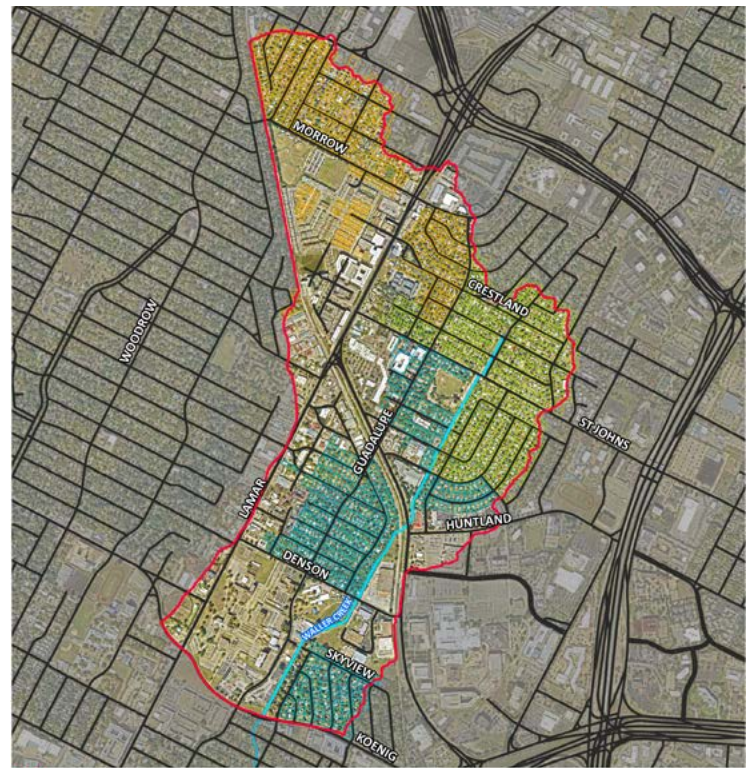 MORROW
CRESTLAND
WOODROW
ST JOHNS
GUADALUPE
LAMAR
HUNTLAND
DENSON
WALLER CREEK
SKYVIEW
KOENIG